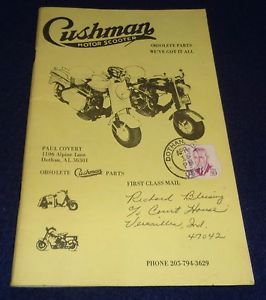 Cushman
MOTOR SCOOTER
OBSOLETE PARTS
WE'VE GOT IT ALL
PAUL COVERT
1106 Alpine Lane
Dothan, AL 36301
OBSOLETE Cushman PARTS
DOTHAN
FIRST CLASS MAIL
Richard Blessing
c/o Court House
Versailles, Ind.
47042
PHONE 205-794-3629